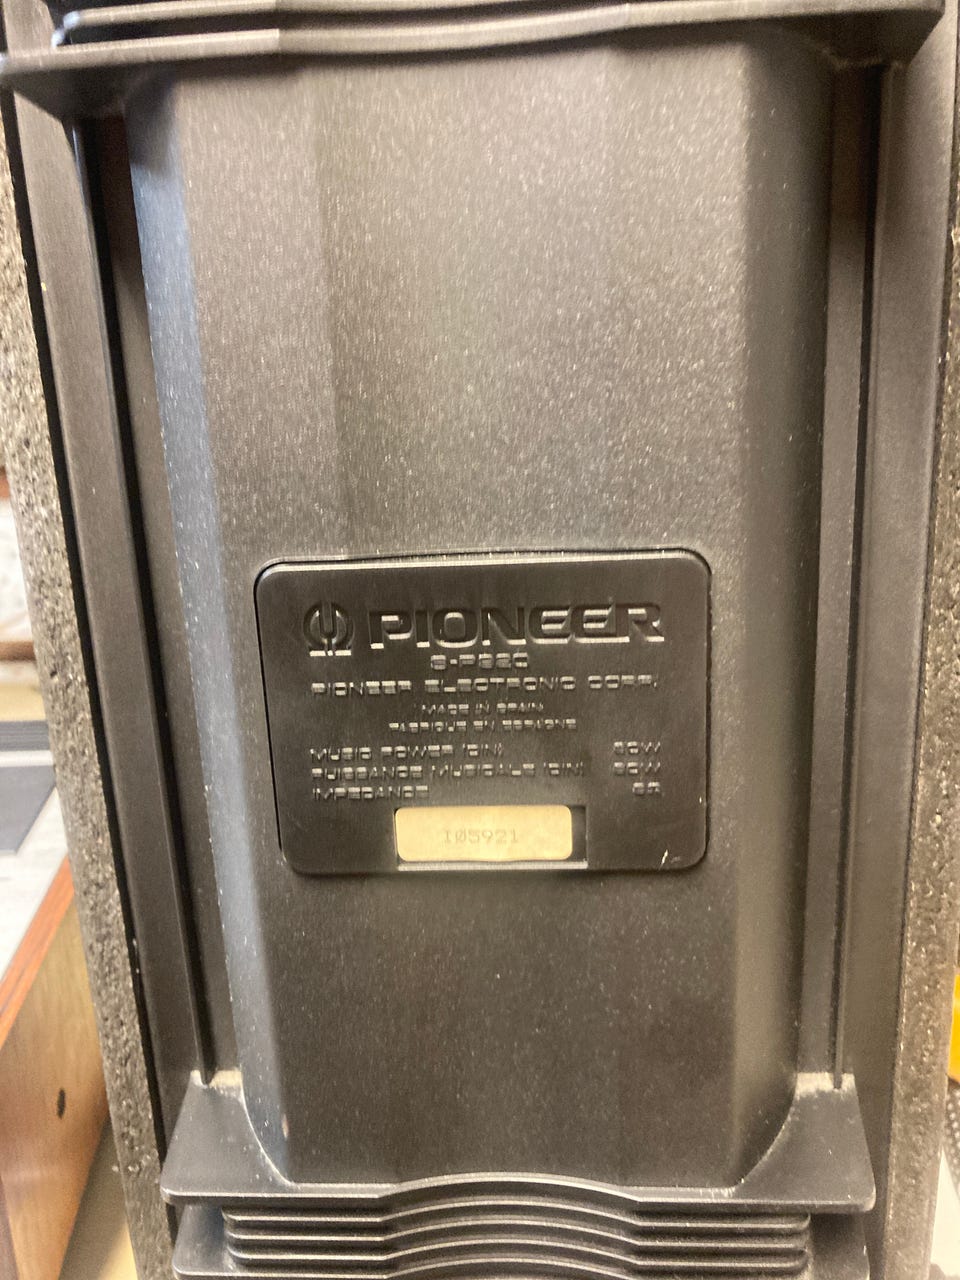 PIONEER
PIONEER ELECTRONIC CORP.
MADE IN SPAIN
FABRIQUE EN ESPAGNE
MUSIC POWER (DIN)
PUISSANCE MUSICALE (DIN)
IMPEDANCE
105921